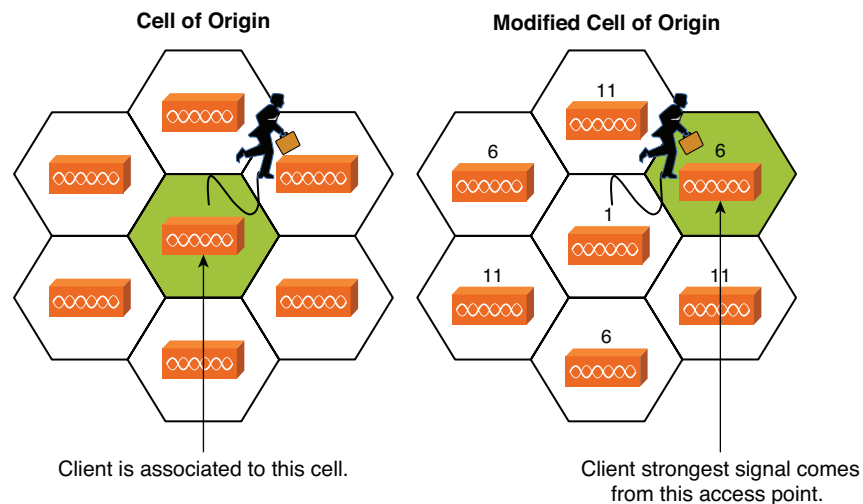 Cell of Origin
Modified Cell of Origin
11
6
6
1
11
11
6
Client is associated to this cell.
Client strongest signal comes
from this access point.